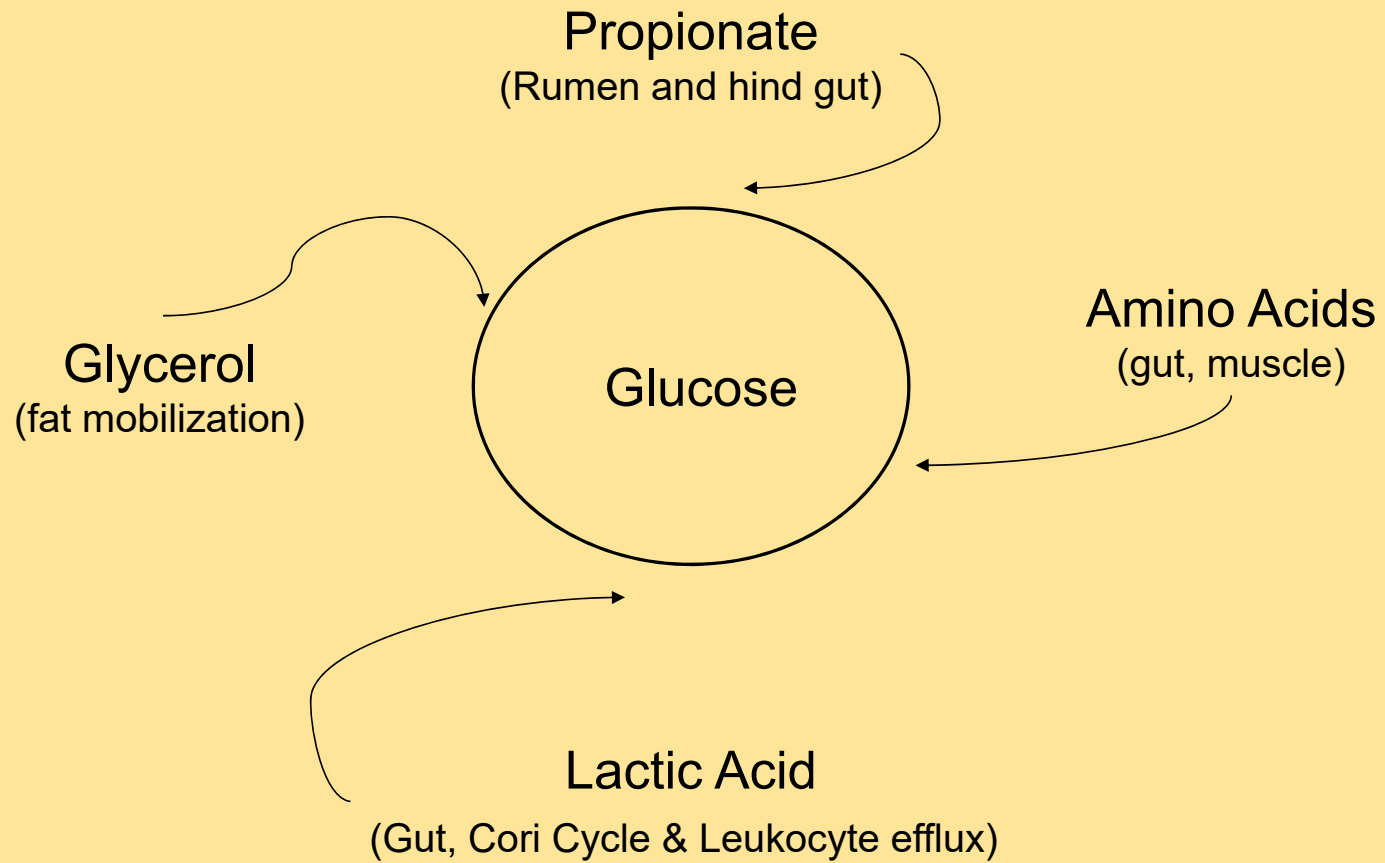 Propionate
(Rumen and hind gut)
Glycerol
(fat mobilization)
Glucose
Amino Acids
(gut, muscle)
Lactic Acid
(Gut, Cori Cycle & Leukocyte efflux)